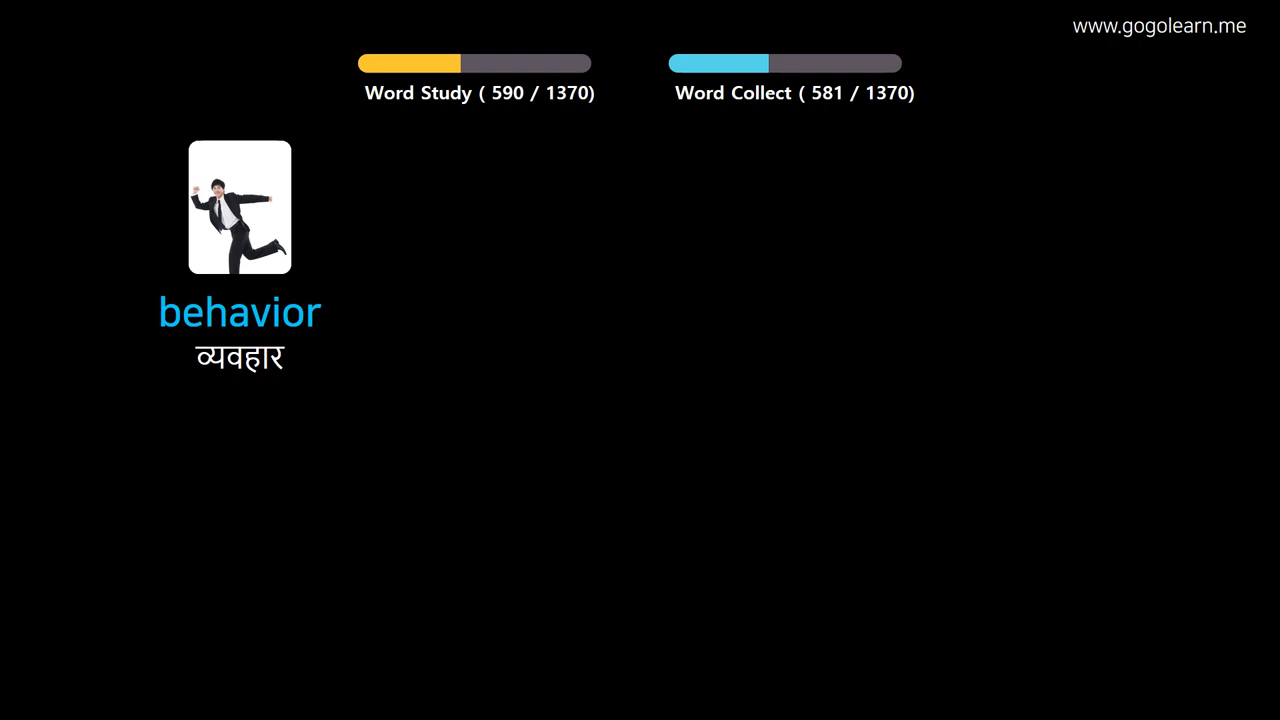 www.gogolearn.me
Word Study ( 590 / 1370)
Word Collect ( 581 / 1370)
behavior
व्यवहार